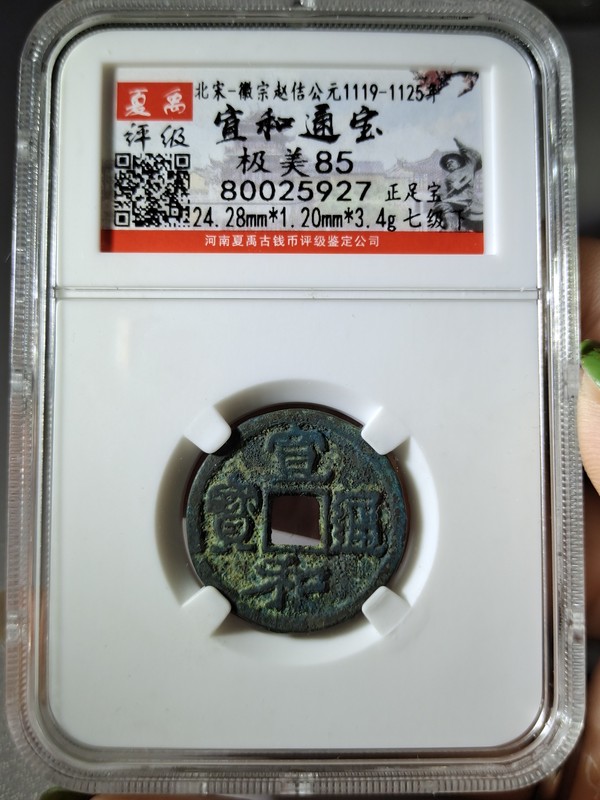 夏禹
评级
北宋-徽宗赵佶公元1119-1125年
宣和通宝
极美85
80025927 正足宝
24.28mm*1.20mm*3.4g 七级下
河南夏禹古钱币评级鉴定公司
宣
寶 通
和